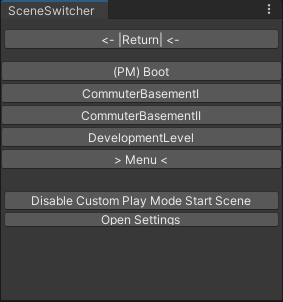 SceneSwitcher
<- |Return| <-
(PM) Boot
CommuterBasementI
CommuterBasementII
DevelopmentLevel
> Menu <
Disable Custom Play Mode Start Scene
Open Settings